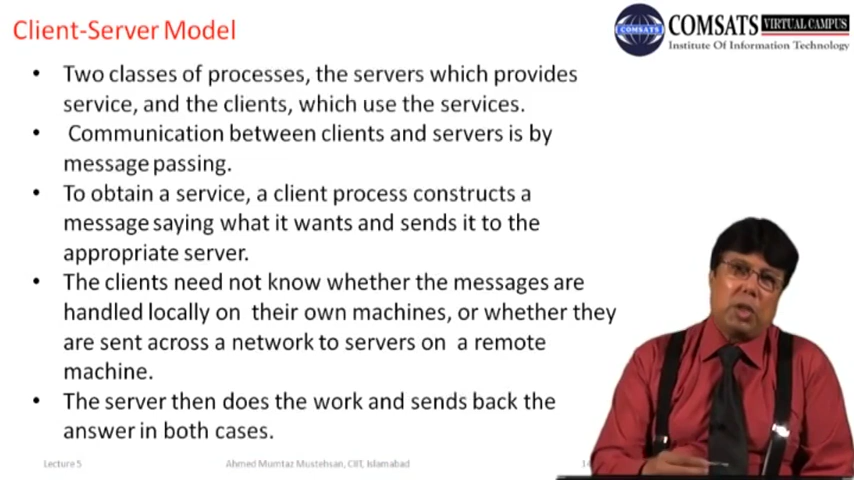 Client-Server Model
COMSATS VIRTUAL CAMPUS
COMSATS
Institute Of Information Technology
• Two classes of processes, the servers which provides
service, and the clients, which use the services.
• Communication between clients and servers is by
message passing.
• To obtain a service, a client process constructs a
message saying what it wants and sends it to the
appropriate server.
• The clients need not know whether the messages are
handled locally on their own machines, or whether they
are sent across a network to servers on a remote
machine.
• The server then does the work and sends back the
answer in both cases.
Lecture 5
Ahmed Mumtaz Mustehsan, CIIT, Islamabad